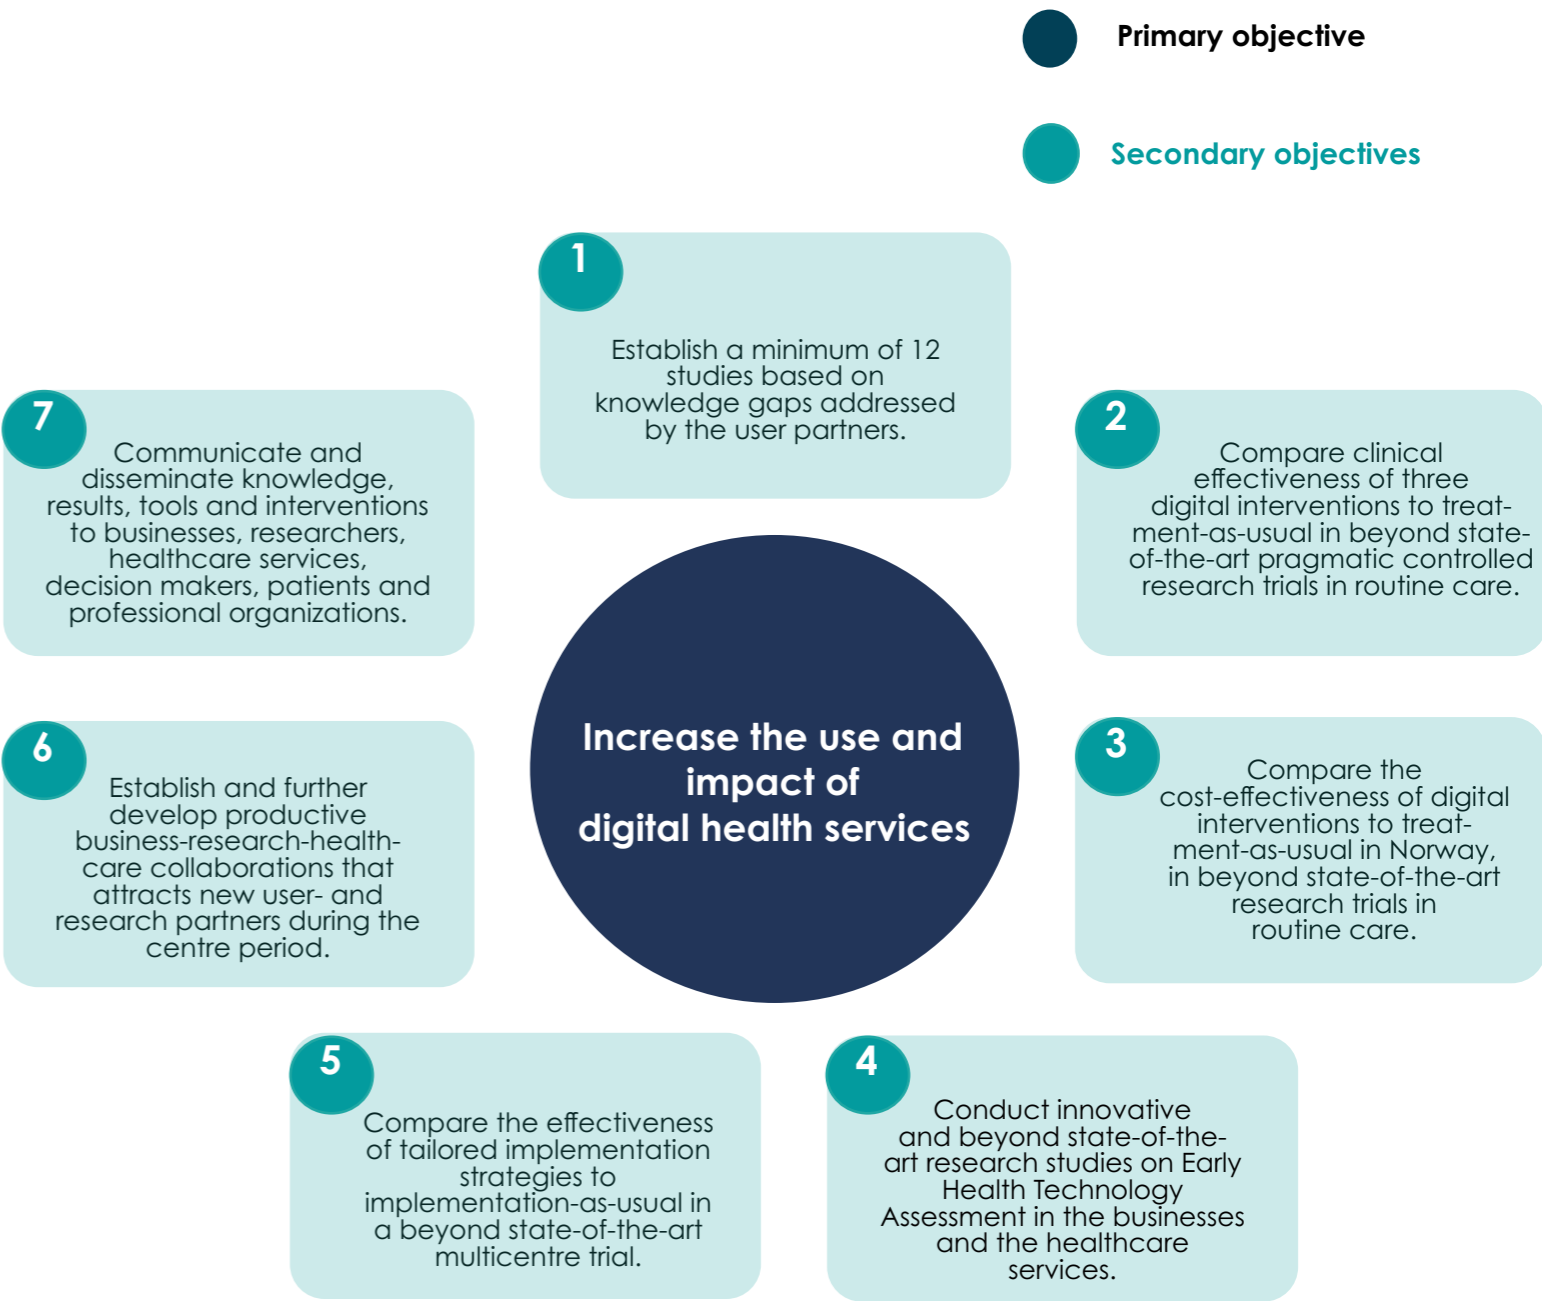 Primary objective
Secondary objectives
1
Establish a minimum of 12
studies based on
knowledge gaps addressed
by the user partners.
2
Compare clinical
effectiveness of three
digital interventions to treat-
ment-as-usual in beyond state-
of-the-art pragmatic controlled
research trials in routine care.
3
Compare the
cost-effectiveness of digital
interventions to treat-
ment-as-usual in Norway,
in beyond state-of-the-art
research trials in
routine care.
4
Conduct innovative
and beyond state-of-the-
art research studies on Early
Health Technology
Assessment in the businesses
and the healthcare
services.
5
Compare the effectiveness
of tailored implementation
strategies to
implementation-as-usual in
a beyond state-of-the-art
multicentre trial.
6
Establish and further
develop productive
business-research-health-
care collaborations that
attracts new user- and
research partners during the
centre period.
7
Communicate and
disseminate knowledge,
results, tools and interventions
to businesses, researchers,
healthcare services,
decision makers, patients and
professional organizations.
Increase the use and
impact of
digital health services